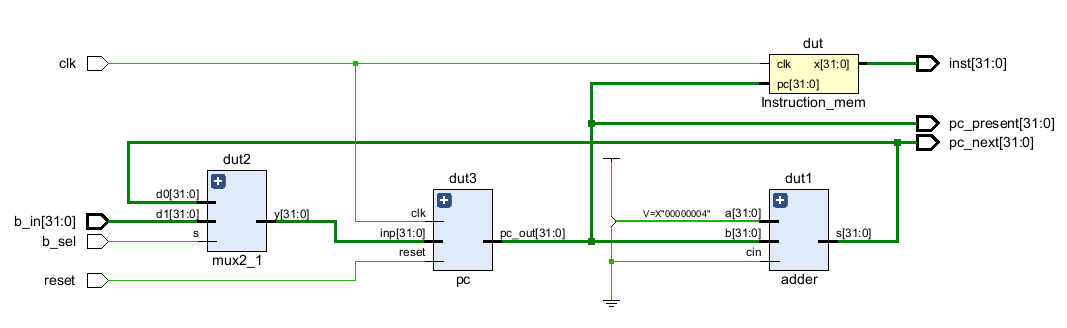 dut
clk
clk x[31:0]
inst[31:0]
pc[31:0]
Instruction_mem
pc_present[31:0]
pc_next[31:0]
dut2
dut3
dut1
d0[31:0]
b_in[31:0]
d1[31:0]
y[31:0]
clk
V=X"00000004"
a[31:0]
b_sel
s
inp[31:0]
pc_out[31:0]
b[31:0]
s[31:0]
mux2_1
reset
cin
reset
pc
adder